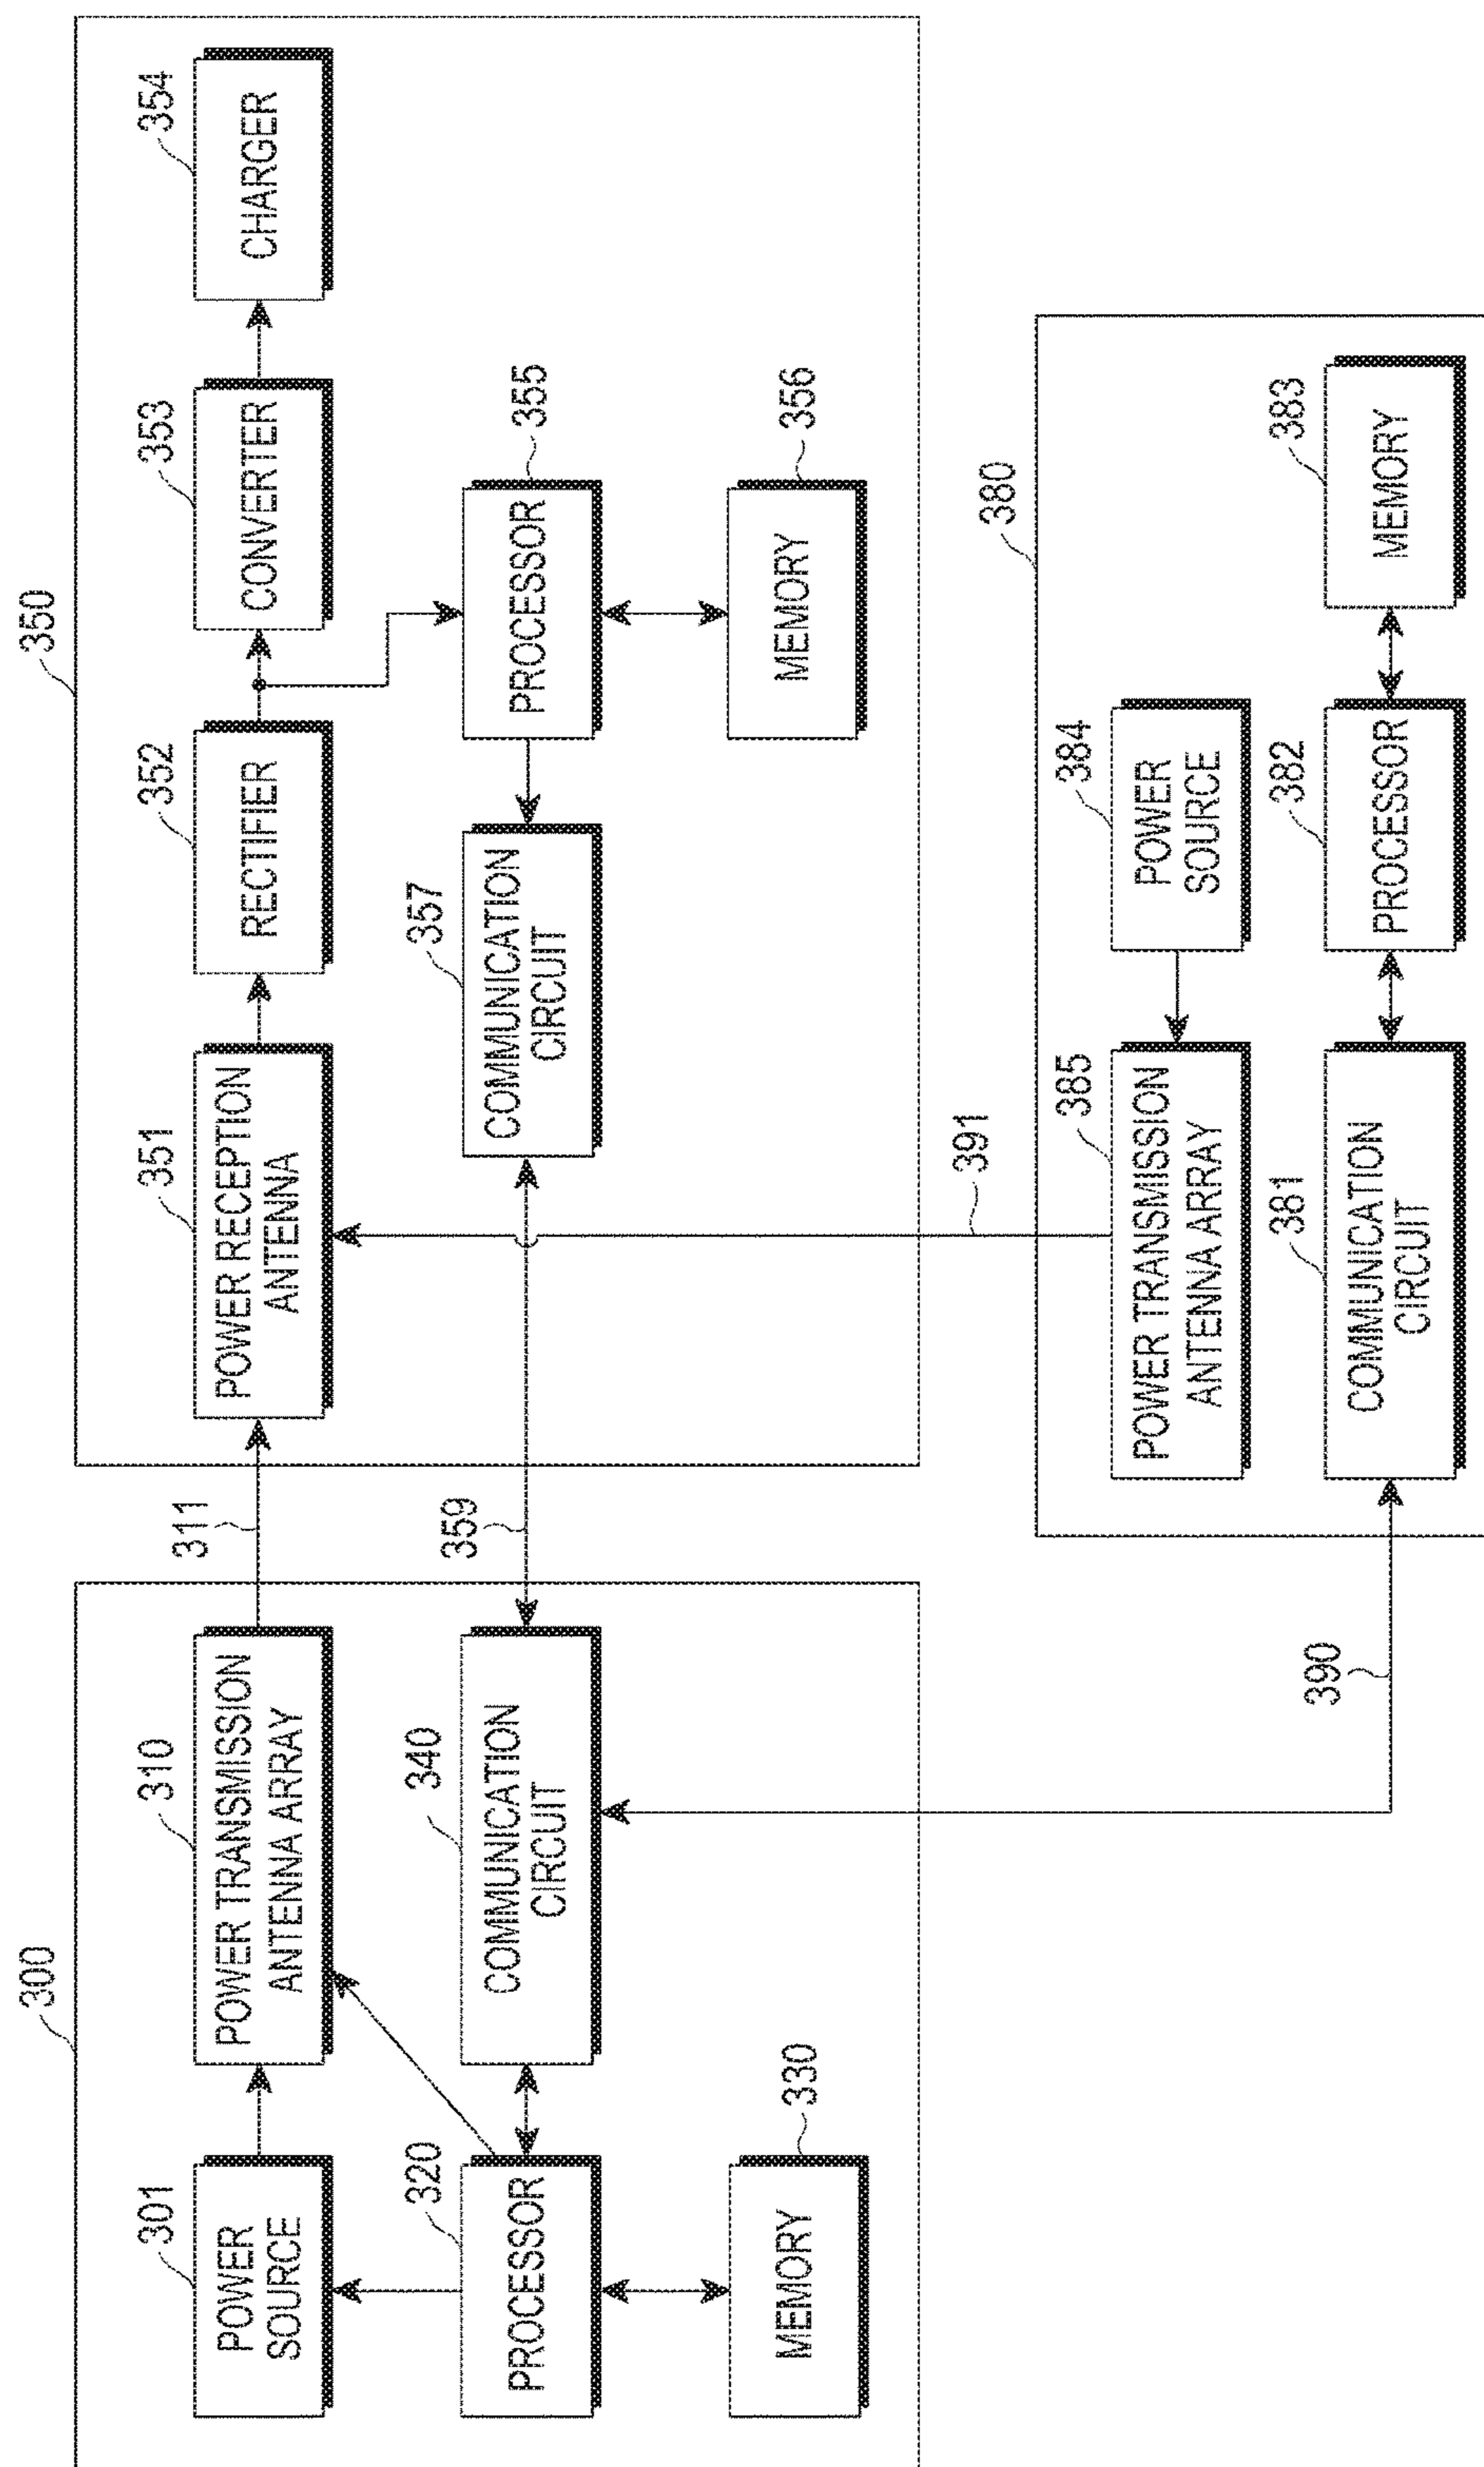 300
301
POWER
SOURCE
310
POWER TRANSMISSION
ANTENNA ARRAY
320
PROCESSOR
340
COMMUNICATION
CIRCUIT
330
MEMORY
311
359
390
350
351
POWER RECEPTION
ANTENNA
352
RECTIFIER
353
CONVERTER
354
CHARGER
357
COMMUNICATION
CIRCUIT
355
PROCESSOR
356
MEMORY
391
380
385
POWER TRANSMISSION
ANTENNA ARRAY
384
POWER
SOURCE
381
COMMUNICATION
CIRCUIT
382
PROCESSOR
383
MEMORY